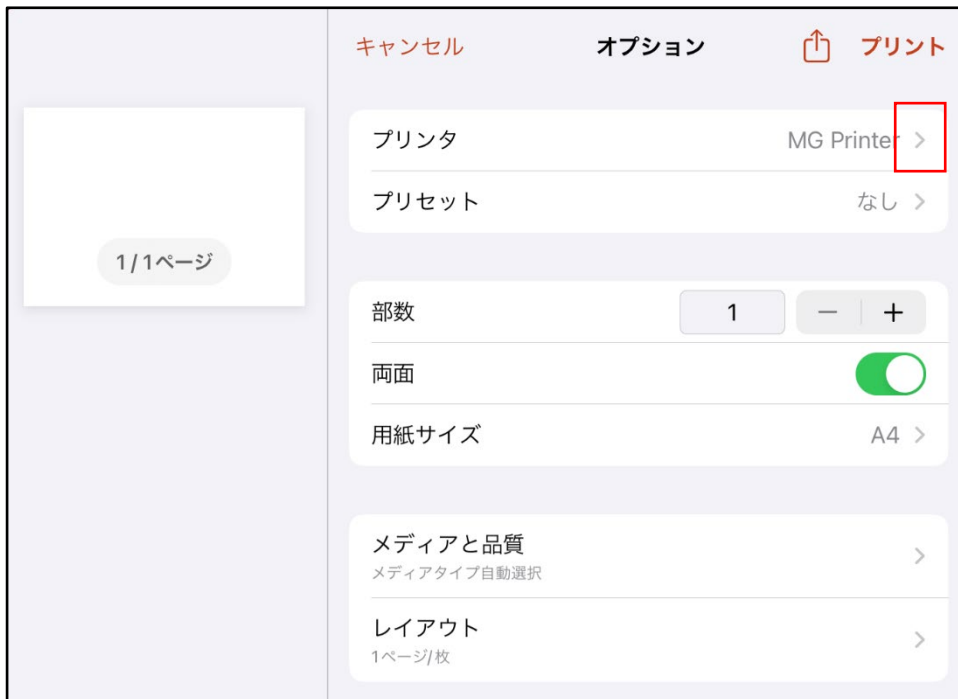 キャンセル オプション プリント
プリンタ MG Printer
プリセット なし
1/1ページ
部数 1
両面
用紙サイズ A4
メディアと品質
メディアタイプ自動選択
レイアウト
1ページ/枚